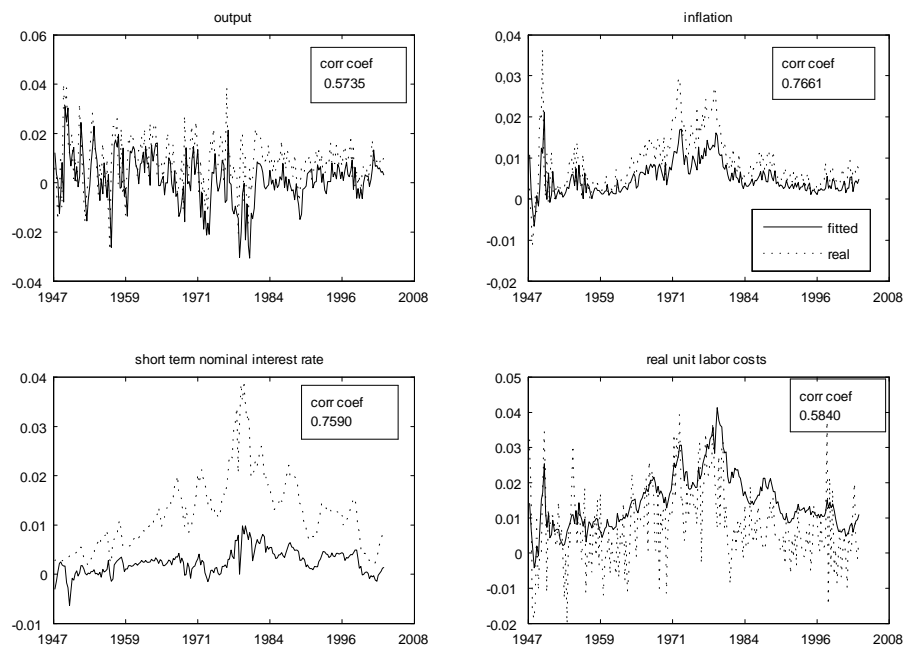 output
0.06
0.04
0.02
0
-0.02
-0.04
1947 1959 1971 1984 1996 2008
corr coef
0.5735
inflation
0,04
0,03
0,02
0,01
0
-0.01
-0,02
1947 1959 1971 1984 1996 2008
corr coef
0.7661
fitted
real
short term nominal interest rate
0.04
0.03
0.02
0.01
0
-0.01
1947 1959 1971 1984 1996 2008
corr coef
0.7590
real unit labor costs
0.05
0.04
0.03
0.02
0.01
0
-0.01
-0.02
1947 1959 1971 1984 1996 2008
corr coef
0.5840